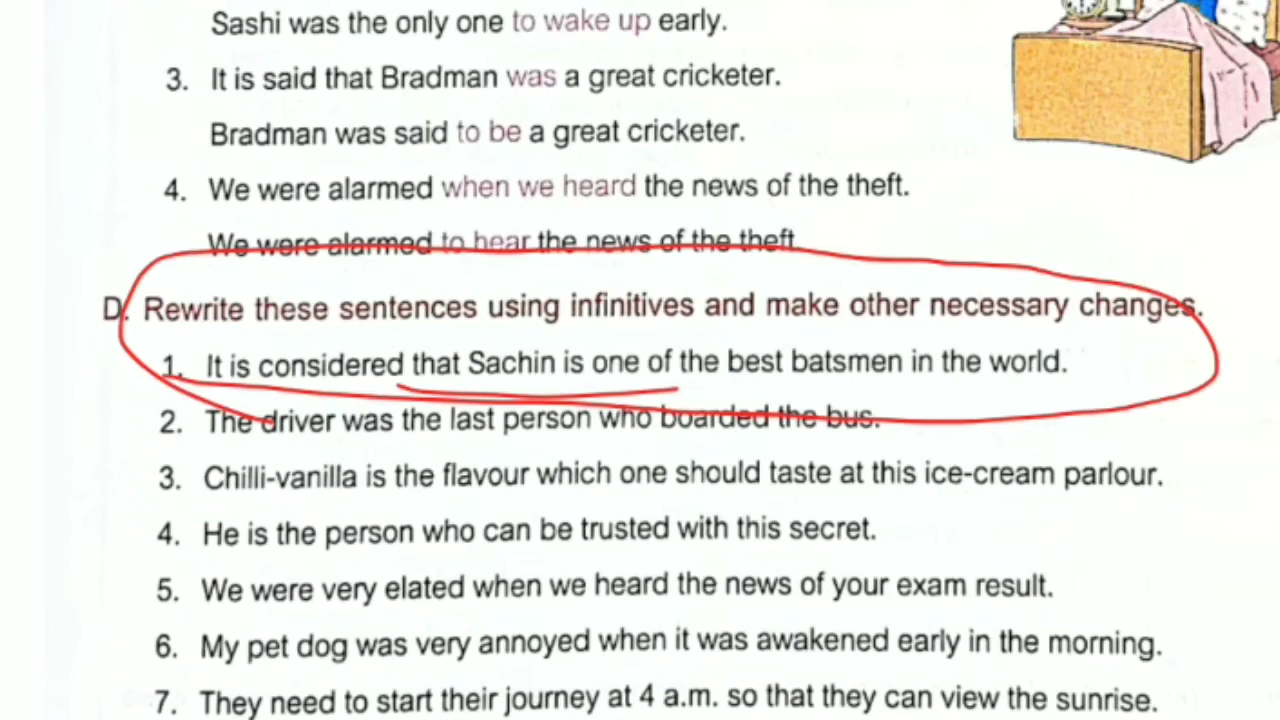 Sashi was the only one to wake up early.
3. It is said that Bradman was a great cricketer.
Bradman was said to be a great cricketer.
4. We were alarmed when we heard the news of the theft.
We were alarmed to hear the news of the theft
D. Rewrite these sentences using infinitives and make other necessary changes.
1. It is considered that Sachin is one of the best batsmen in the world.
2. The driver was the last person who boarded the bus.
3. Chilli-vanilla is the flavour which one should taste at this ice-cream parlour.
4. He is the person who can be trusted with this secret.
5. We were very elated when we heard the news of your exam result.
6. My pet dog was very annoyed when it was awakened early in the morning.
7. They need to start their journey at 4 a.m. so that they can view the sunrise.